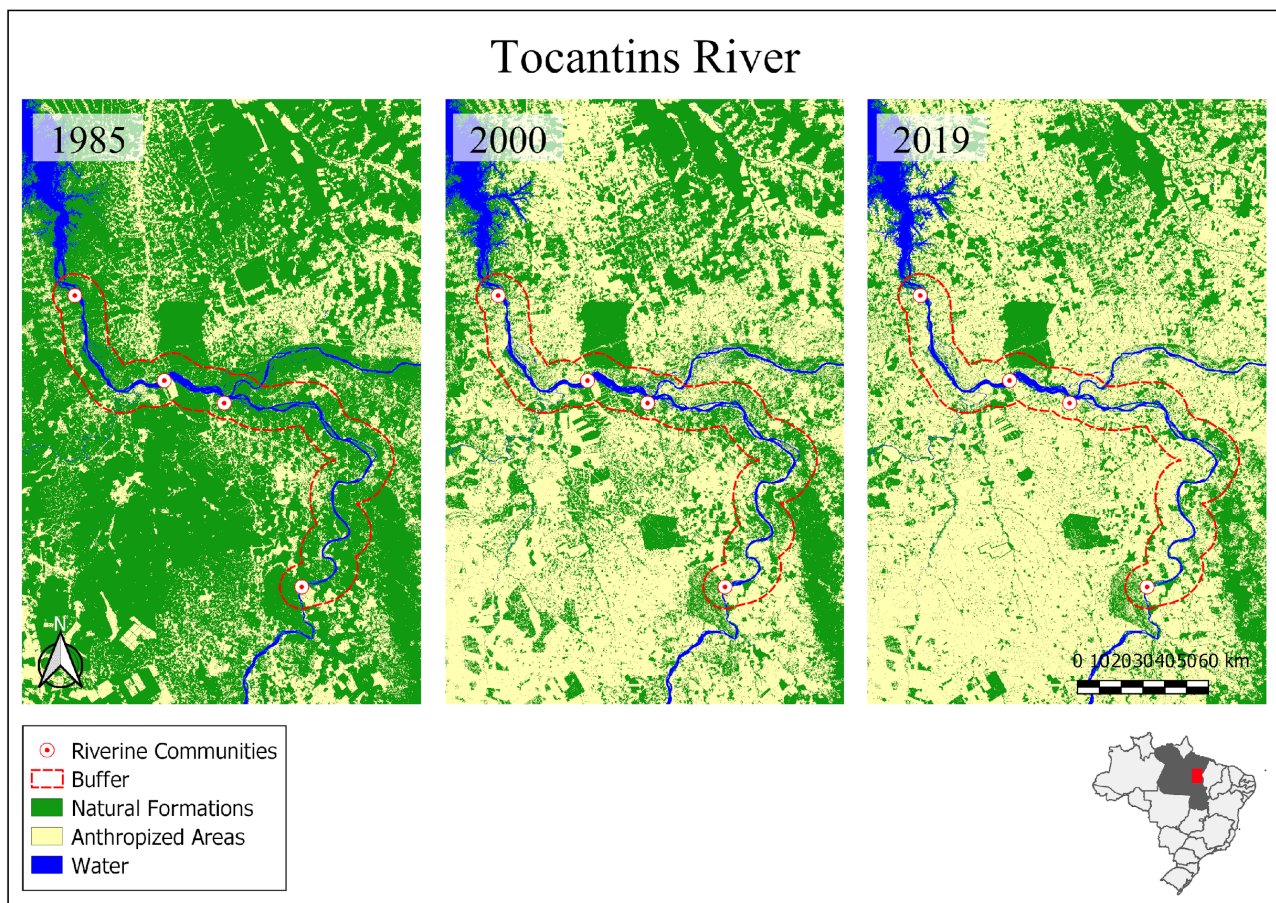 Tocantins River
1985
2000
2019
N
0 102030405060 km
Riverine Communities
Buffer
Natural Formations
Anthropized Areas
Water